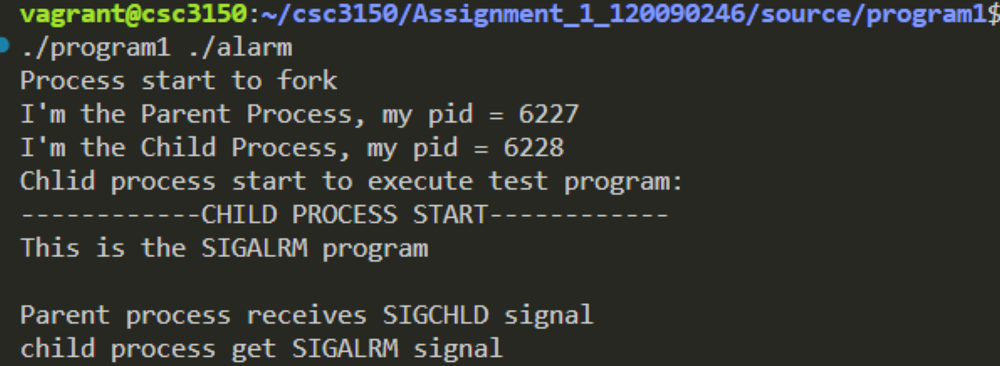 vagrant@csc3150:~/csc3150/Assignment_1_120090246/source/program1$
./program1 ./alarm
Process start to fork
I'm the Parent Process, my pid = 6227
I'm the Child Process, my pid = 6228
Chlid process start to execute test program:
------------CHILD PROCESS START------------
This is the SIGALRM program
Parent process receives SIGCHLD signal
child process get SIGALRM signal